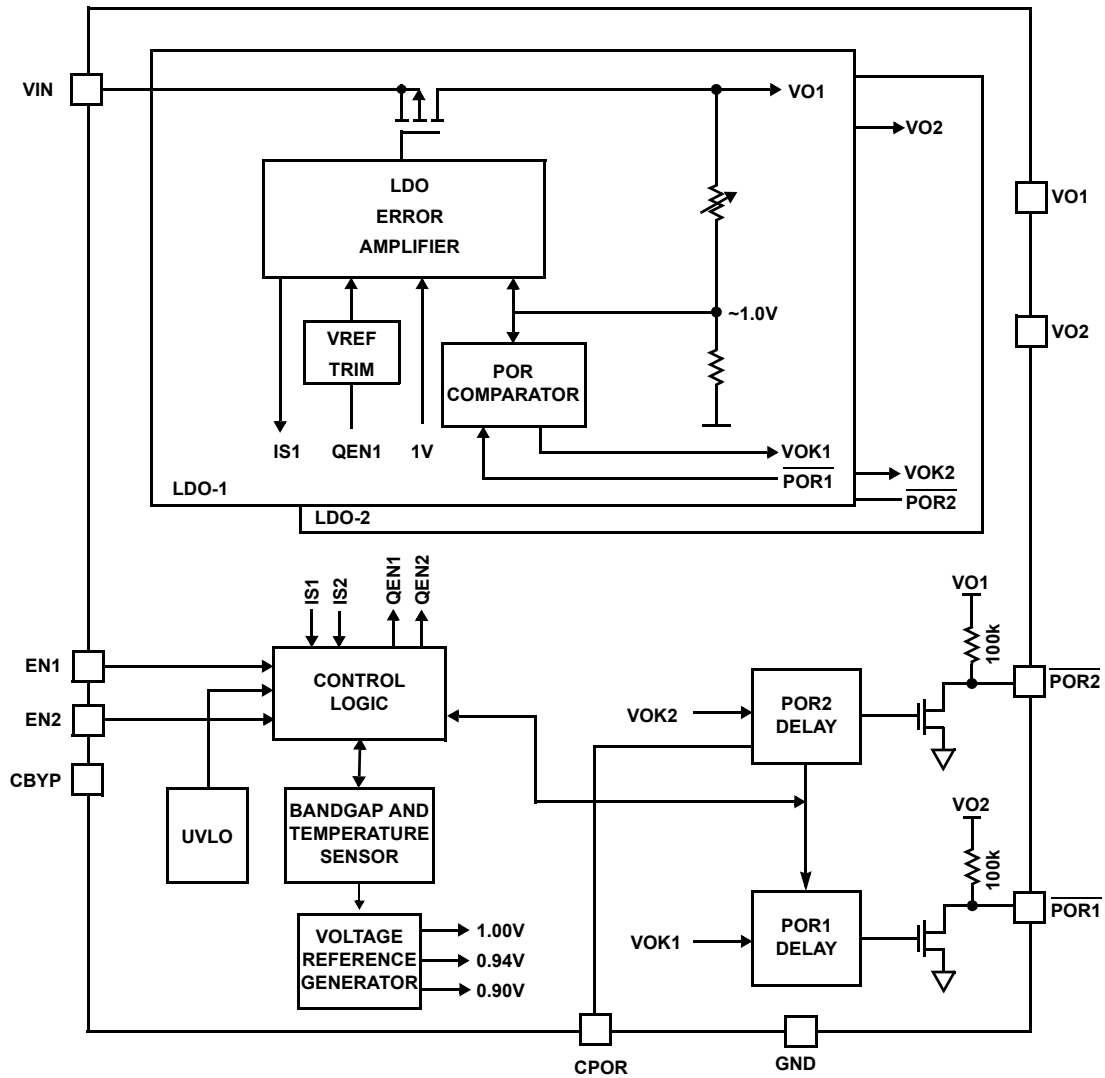 VIN
VO1
VO2
LDO
ERROR
AMPLIFIER
VO1
~1.0V
VO2
VREF
TRIM
POR
COMPARATOR
IS1
QEN1
1V
VOK1
POR1
VOK2
POR2
LDO-1
LDO-2
IS1
IS2
QEN1
QEN2
VO1
100k
EN1
CONTROL
LOGIC
POR2
EN2
VOK2
POR2
DELAY
CBYP
UVLO
BANDGAP AND
TEMPERATURE
SENSOR
VO2
100k
POR1
VOLTAGE
REFERENCE
GENERATOR
1.00V
0.94V
0.90V
VOK1
POR1
DELAY
CPOR
GND